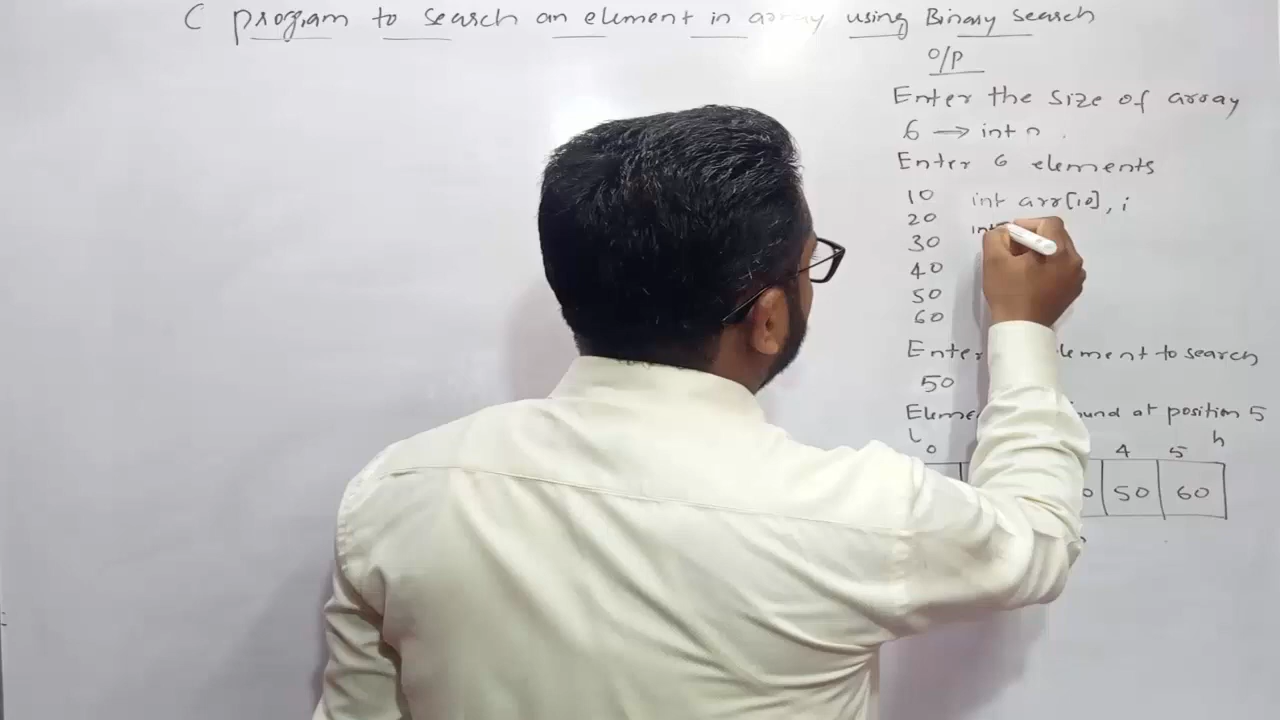 C program to search an element in array using Binary search
O/P
Enter the size of array
6 → int n
Enter 6 elements
10 int arr[10], i
20 int
30
40
50
60
Enter element to search
50
at position 5
l 0 4 5 h
50 60